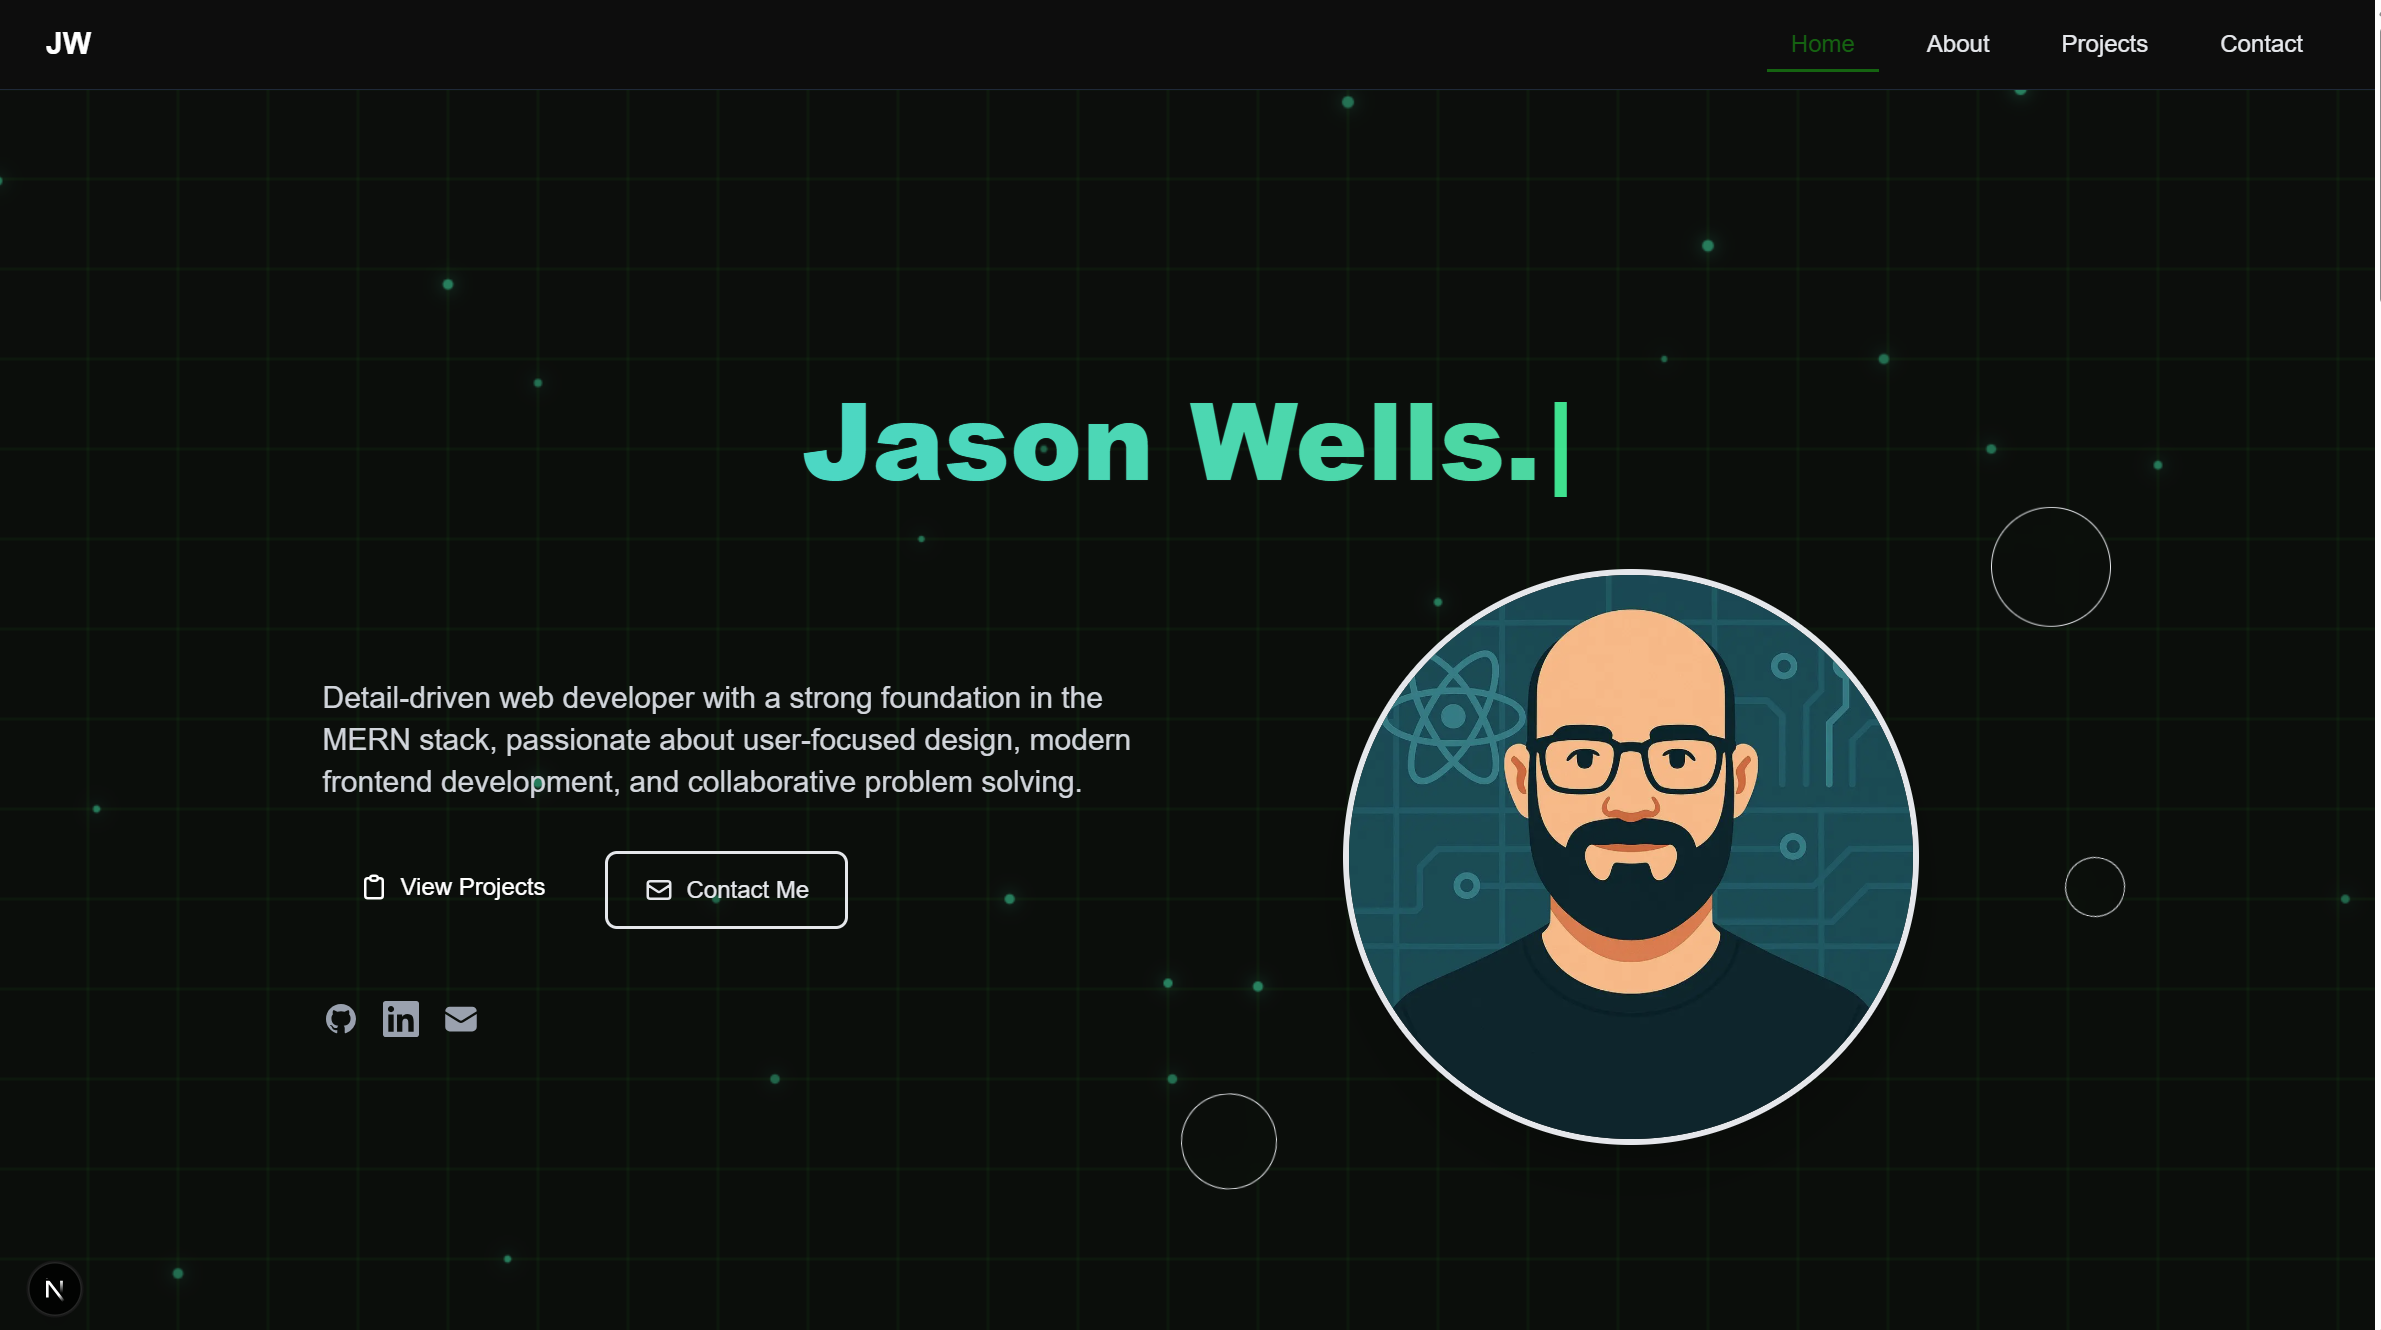 JW
Home
About
Projects
Contact
Jason Wells.
Detail-driven web developer with a strong foundation in the
MERN stack, passionate about user-focused design, modern
frontend development, and collaborative problem solving.
View Projects
Contact Me
in
N